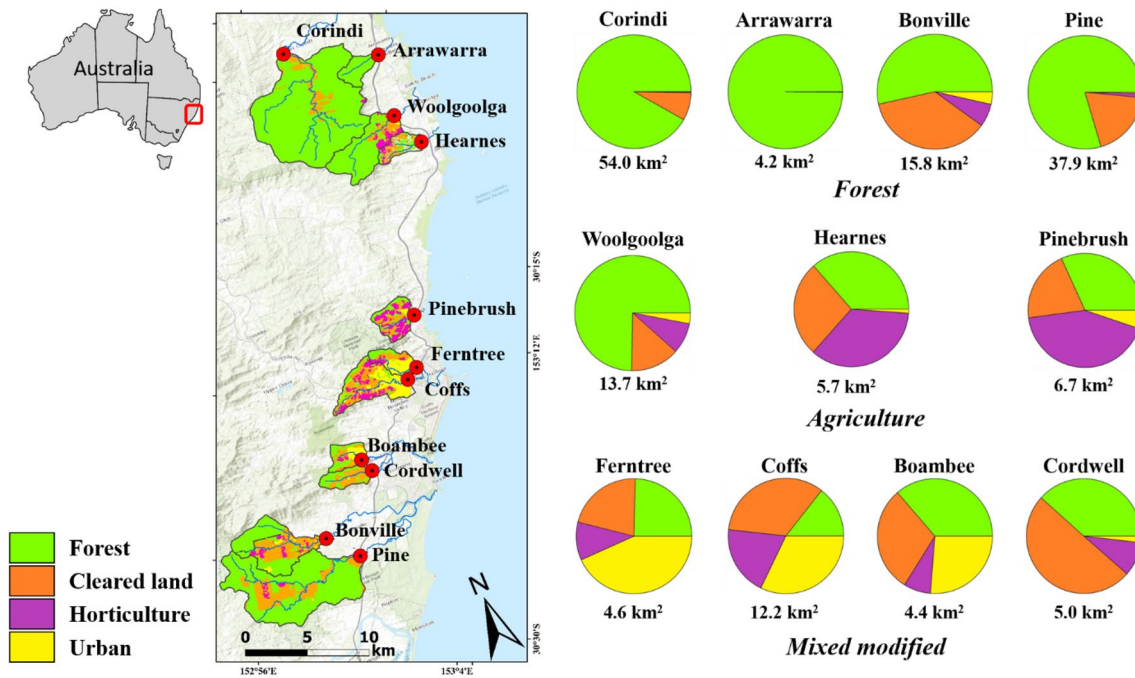 Australia
Corindi
Arrawarra
Woolgoolga
Hearnes
Pinebrush
Ferntree
Coffs
Boambee
Cordwell
Bonville
Pine
30°15'S
153°12'E
30°30'S
152°56'E
153°4'E
0 5 10
km
N
Forest
Cleared land
Horticulture
Urban
Corindi Arrawarra Bonville Pine
54.0 km² 4.2 km² 15.8 km² 37.9 km²
Forest
Woolgoolga Hearnes Pinebrush
13.7 km² 5.7 km² 6.7 km²
Agriculture
Ferntree Coffs Boambee Cordwell
4.6 km² 12.2 km² 4.4 km² 5.0 km²
Mixed modified